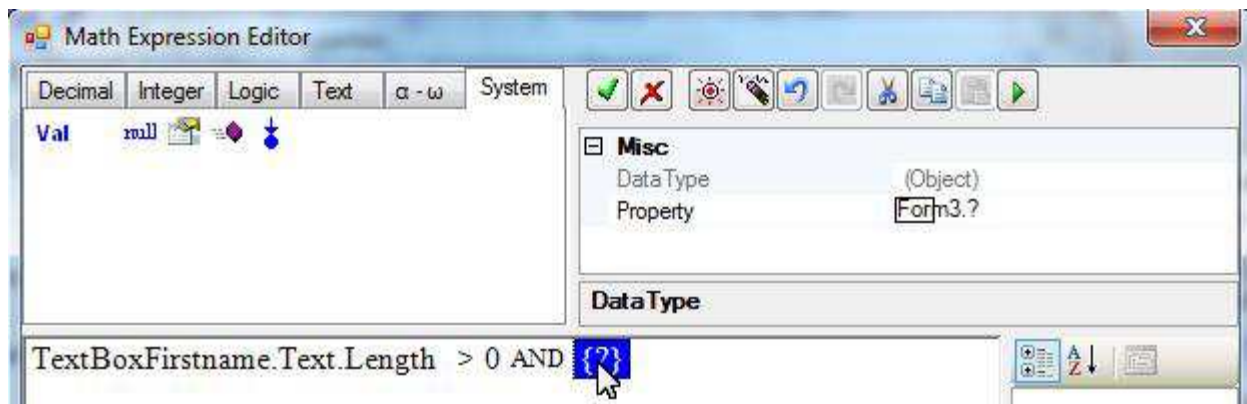 Math Expression Editor
Decimal Integer Logic Text α - ω System
Val null
Misc
DataType (Object)
Property Form3.?
DataType
TextBoxFirstname.Text.Length > 0 AND {?}
A
Z